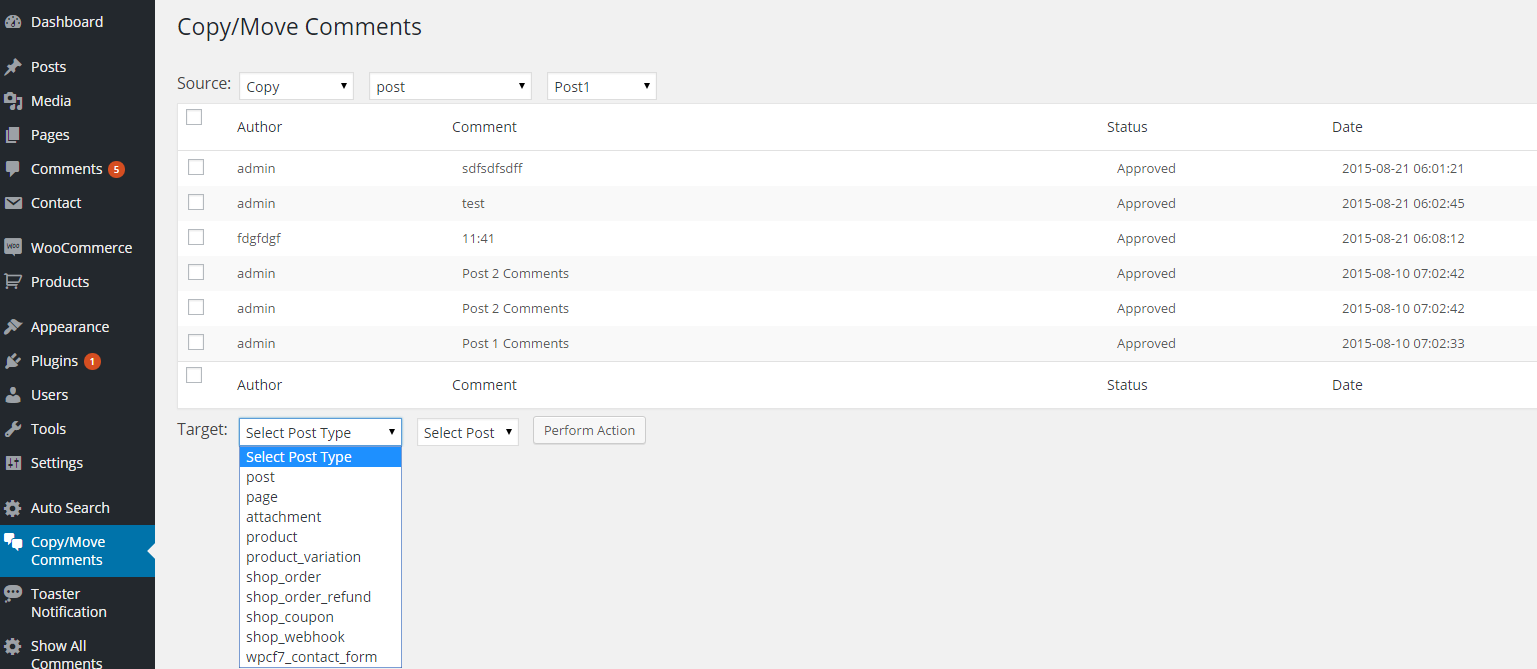 Dashboard
Posts
Media
Pages
Comments 5
Contact
WOO WooCommerce
Products
Appearance
Plugins 1
Users
Tools
Settings
Auto Search
Copy/Move
Comments
Toaster
Notification
Show All
Comments
Copy/Move Comments
Source: Copy post Post1
Author Comment Status Date
admin sdfsdfsdff Approved 2015-08-21 06:01:21
admin test Approved 2015-08-21 06:02:45
fdgfdgf 11:41 Approved 2015-08-21 06:08:12
admin Post 2 Comments Approved 2015-08-10 07:02:42
admin Post 2 Comments Approved 2015-08-10 07:02:42
admin Post 1 Comments Approved 2015-08-10 07:02:33
Author Comment Status Date
Target: Select Post Type Select Post Perform Action
Select Post Type
post
page
attachment
product
product_variation
shop_order
shop_order_refund
shop_coupon
shop_webhook
wpcf7_contact_form